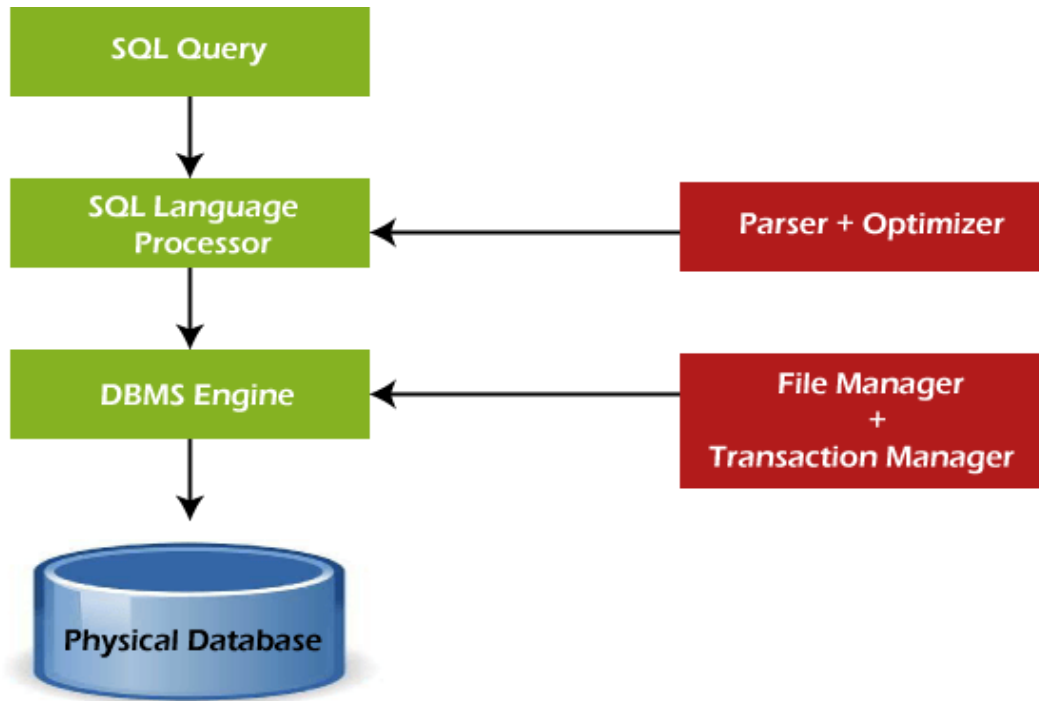 SQL Query
SQL Language
Processor
Parser + Optimizer
DBMS Engine
File Manager
+
Transaction Manager
Physical Database